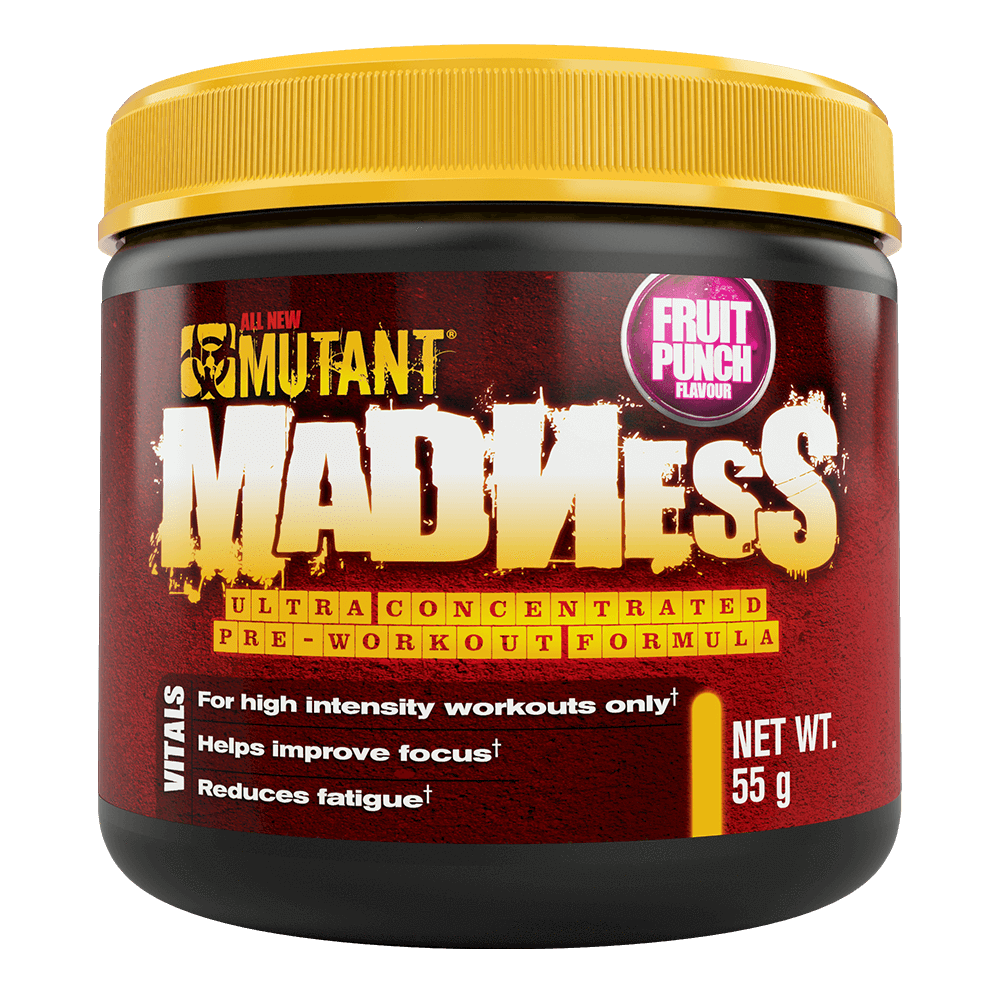 ALL NEW
MUTANT®
FRUIT
PUNCH
FLAVOUR
MADNESS
ULTRA CONCENTRATED
PRE-WORKOUT FORMULA
VITALS
For high intensity workouts only†
Helps improve focus†
Reduces fatigue†
NET WT.
55 g